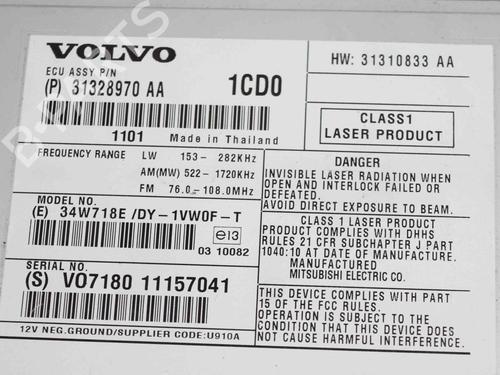 VOLVO
ECU ASSY P/N
(P) 31328970 AA
1CD0
1101 Made in Thailand
FREQUENCY RANGE LW 153 - 282KHz
AM(MW) 522 - 1720KHz
FM 76.0 - 108.0MHz
MODEL NO.
(E) 34W718E /DY-1VW0F-T
e13
03 10082
SERIAL NO.
(S) VO7180 11157041
12V NEG.GROUND/SUPPLIER CODE:U910A
HW: 31310833 AA
CLASS1
LASER PRODUCT
DANGER
INVISIBLE LASER RADIATION WHEN
OPEN AND INTERLOCK FAILED OR
DEFEATED.
AVOID DIRECT EXPOSURE TO BEAM.
CLASS 1 LASER PRODUCT
PRODUCT COMPLIES WITH DHHS
RULES 21 CFR SUBCHAPTER J PART
1040:10 AT DATE OF MANUFACTURE.
MANUFACTURED
MITSUBISHI ELECTRIC CO.
THIS DEVICE COMPLIES WITH PART
15 OF THE FCC RULES.
OPERATION IS SUBJECT TO THE
CONDITION THAT THIS DEVICE DOES
NOT CAUSE HARMFUL INTERFERENCE.